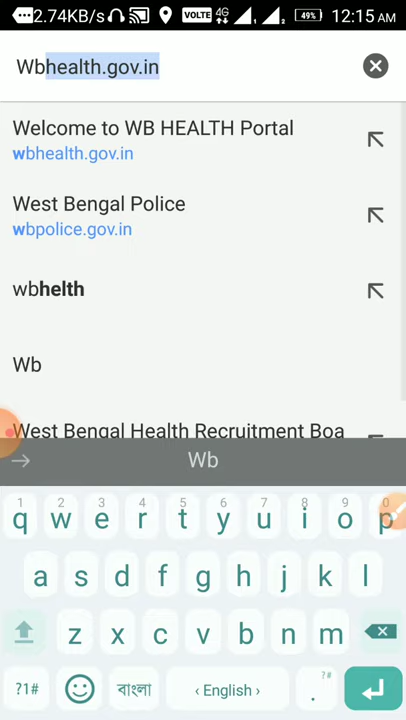 2.74KB/s VOLTE 4G 1 2 49% 12:15 AM
Wbhealth.gov.in
Welcome to WB HEALTH Portal
wbhealth.gov.in
West Bengal Police
wbpolice.gov.in
wbhelth
Wb
West Bengal Health Recruitment Boa
Wb
1 2 3 4 5 6 7 8 9 0
q w e r t y u i o p
a s d f g h j k l
z x c v b n m
?1# বাংলা ‹ English › . ?#